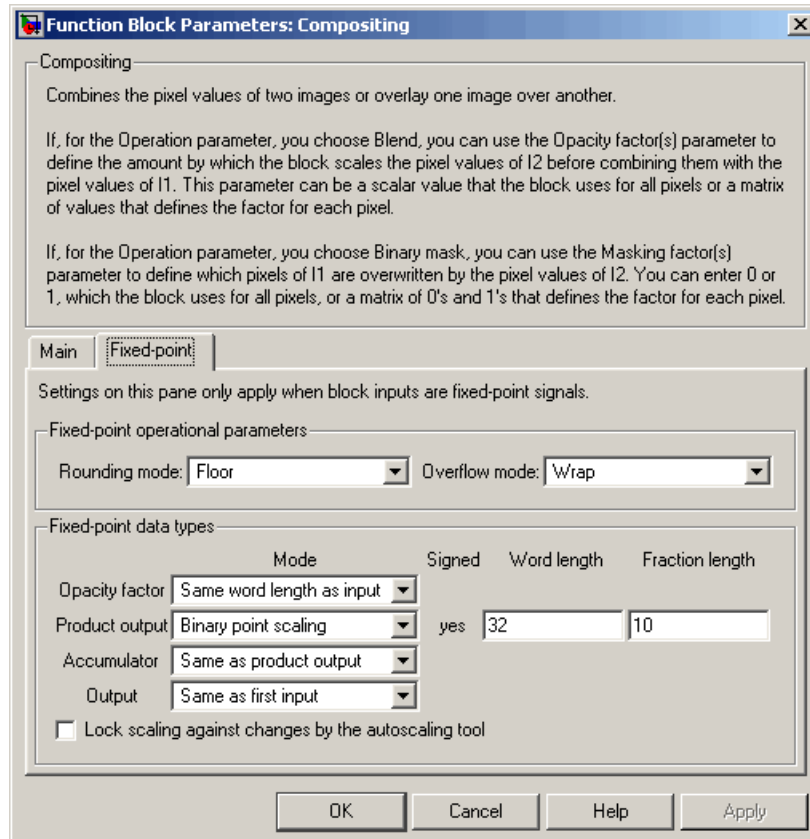 Function Block Parameters: Compositing
Compositing
Combines the pixel values of two images or overlay one image over another.
If, for the Operation parameter, you choose Blend, you can use the Opacity factor(s) parameter to
define the amount by which the block scales the pixel values of I2 before combining them with the
pixel values of I1. This parameter can be a scalar value that the block uses for all pixels or a matrix
of values that defines the factor for each pixel.
If, for the Operation parameter, you choose Binary mask, you can use the Masking factor(s)
parameter to define which pixels of I1 are overwritten by the pixel values of I2. You can enter 0 or
1, which the block uses for all pixels, or a matrix of 0's and 1's that defines the factor for each pixel.
Main Fixed-point
Settings on this pane only apply when block inputs are fixed-point signals.
Fixed-point operational parameters
Rounding mode: Floor Overflow mode: Wrap
Fixed-point data types
Mode Signed Word length Fraction length
Opacity factor Same word length as input
Product output Binary point scaling yes 32 10
Accumulator Same as product output
Output Same as first input
Lock scaling against changes by the autoscaling tool
OK Cancel Help Apply